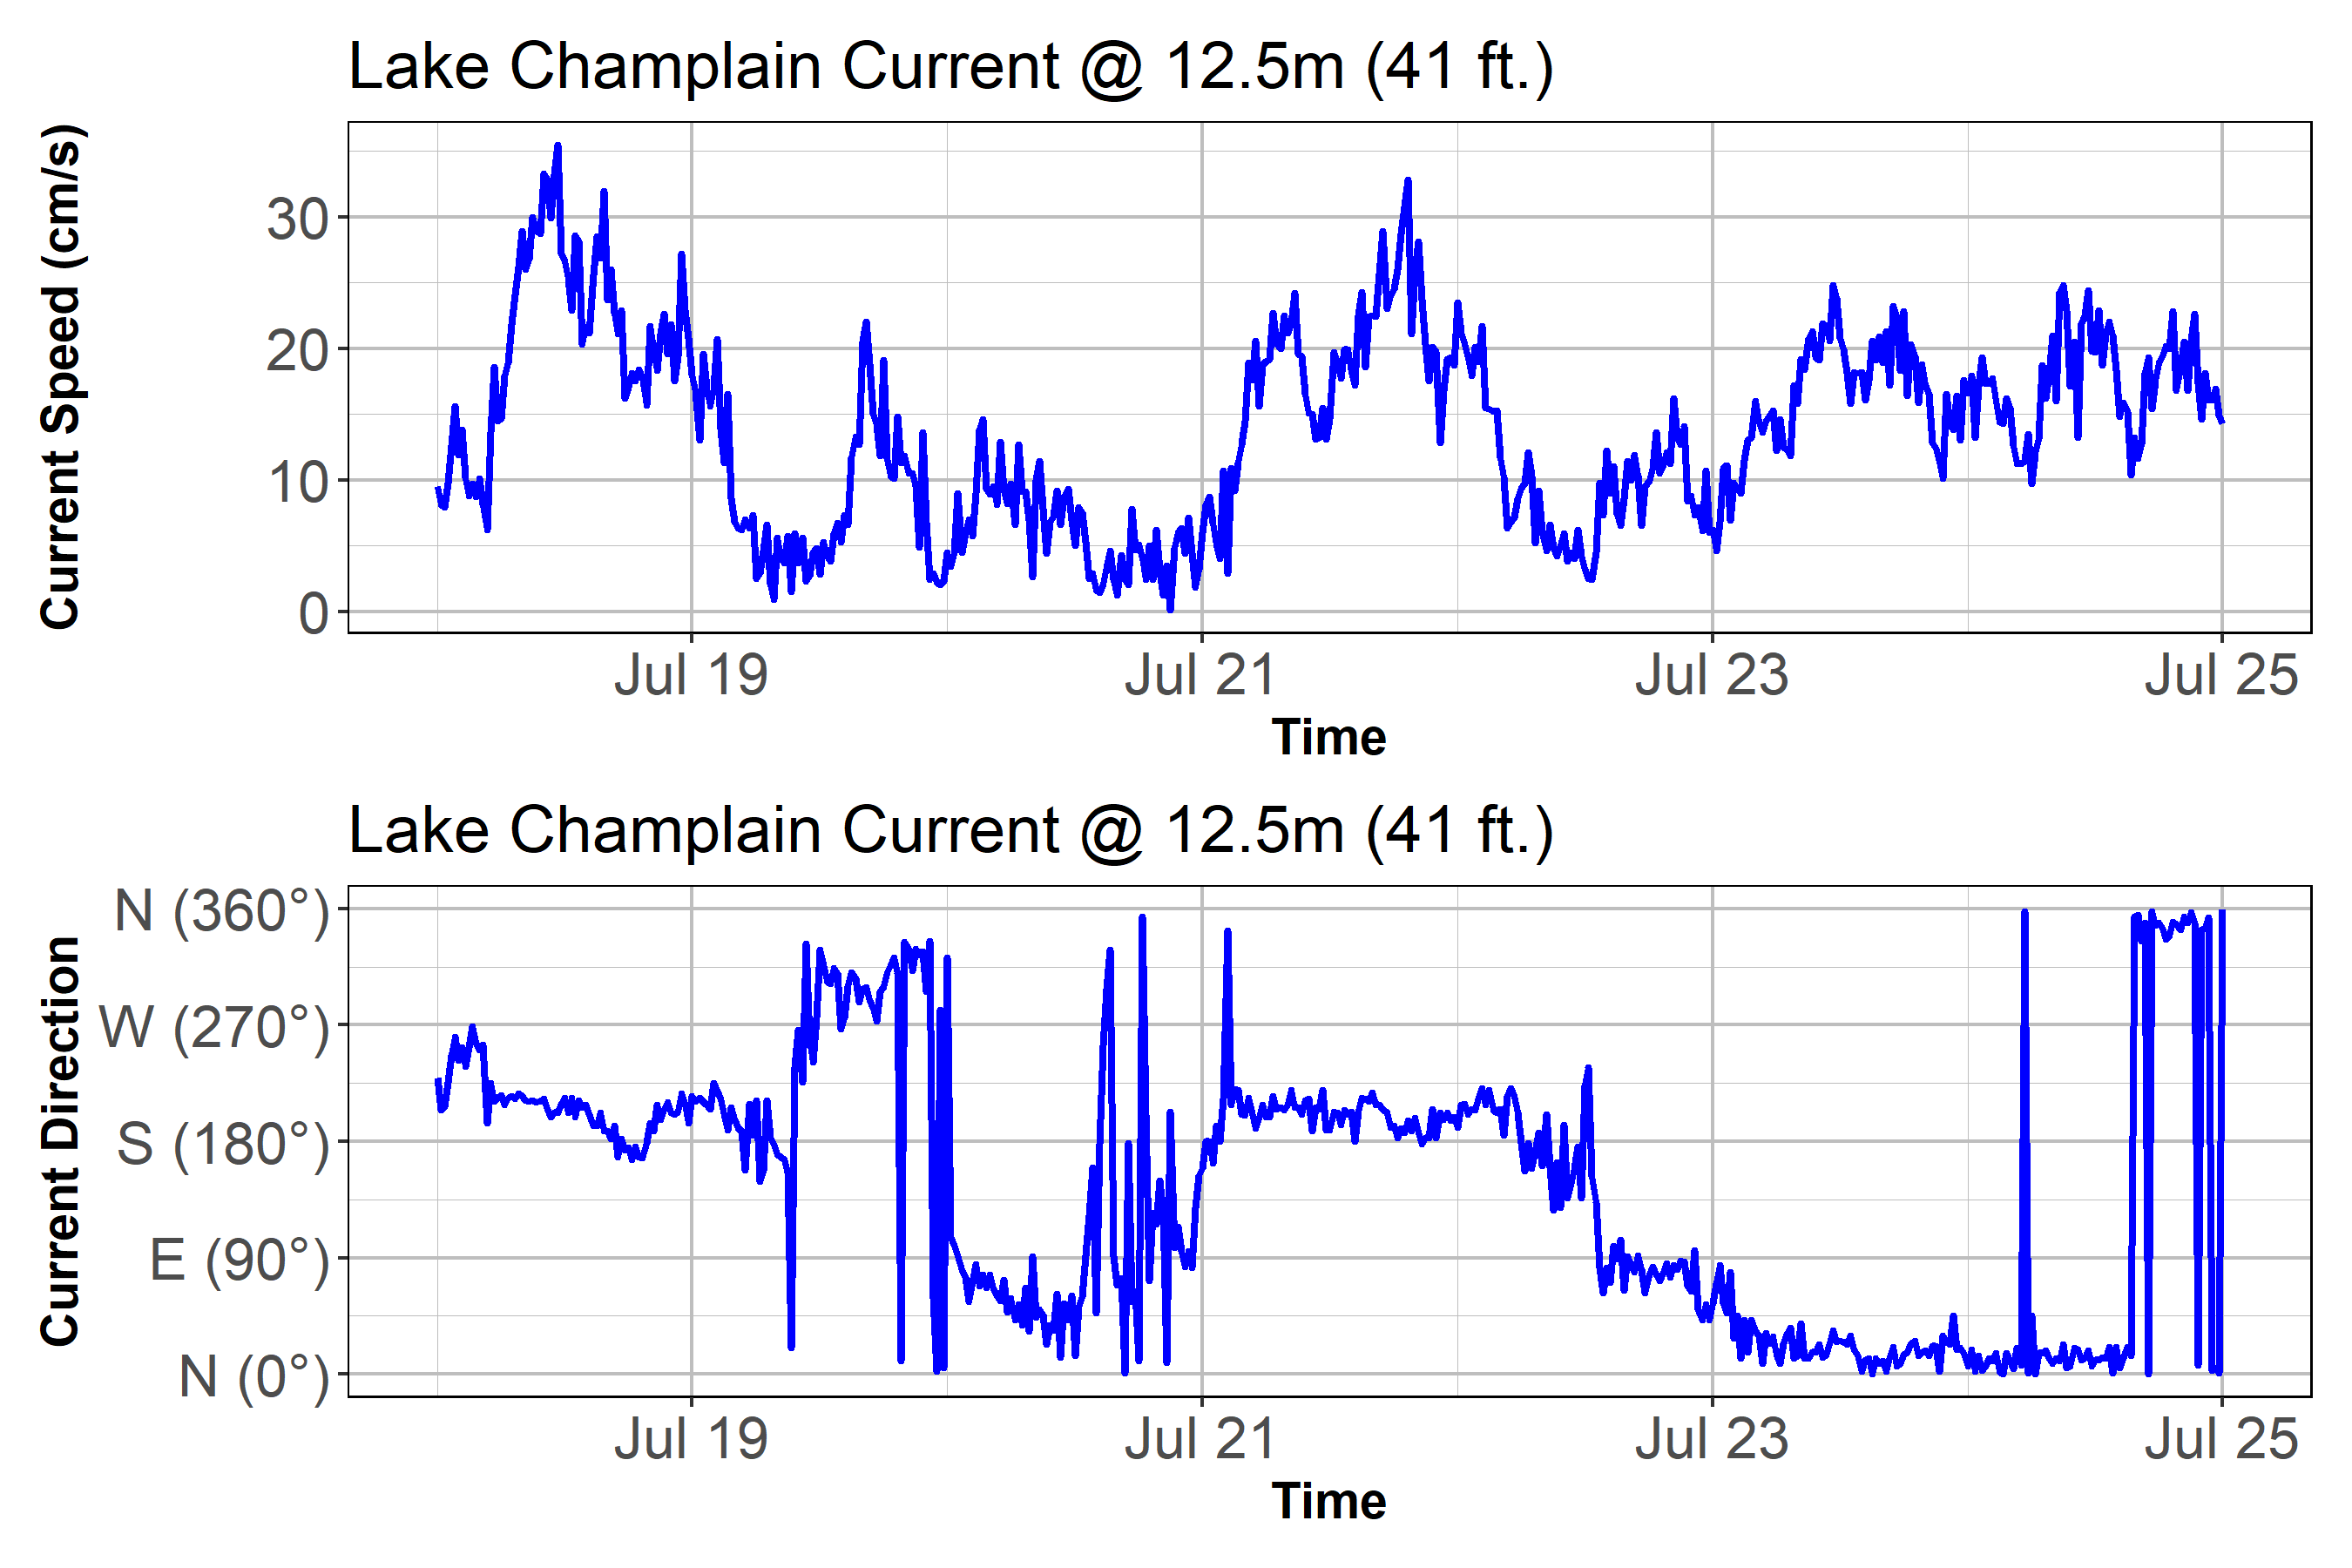 Lake Champlain Current @ 12.5m (41 ft.)
Current Speed (cm/s)
30
20
10
0
Jul 19 Jul 21 Jul 23 Jul 25
Time
Lake Champlain Current @ 12.5m (41 ft.)
Current Direction
N (360°)
W (270°)
S (180°)
E (90°)
N (0°)
Jul 19 Jul 21 Jul 23 Jul 25
Time